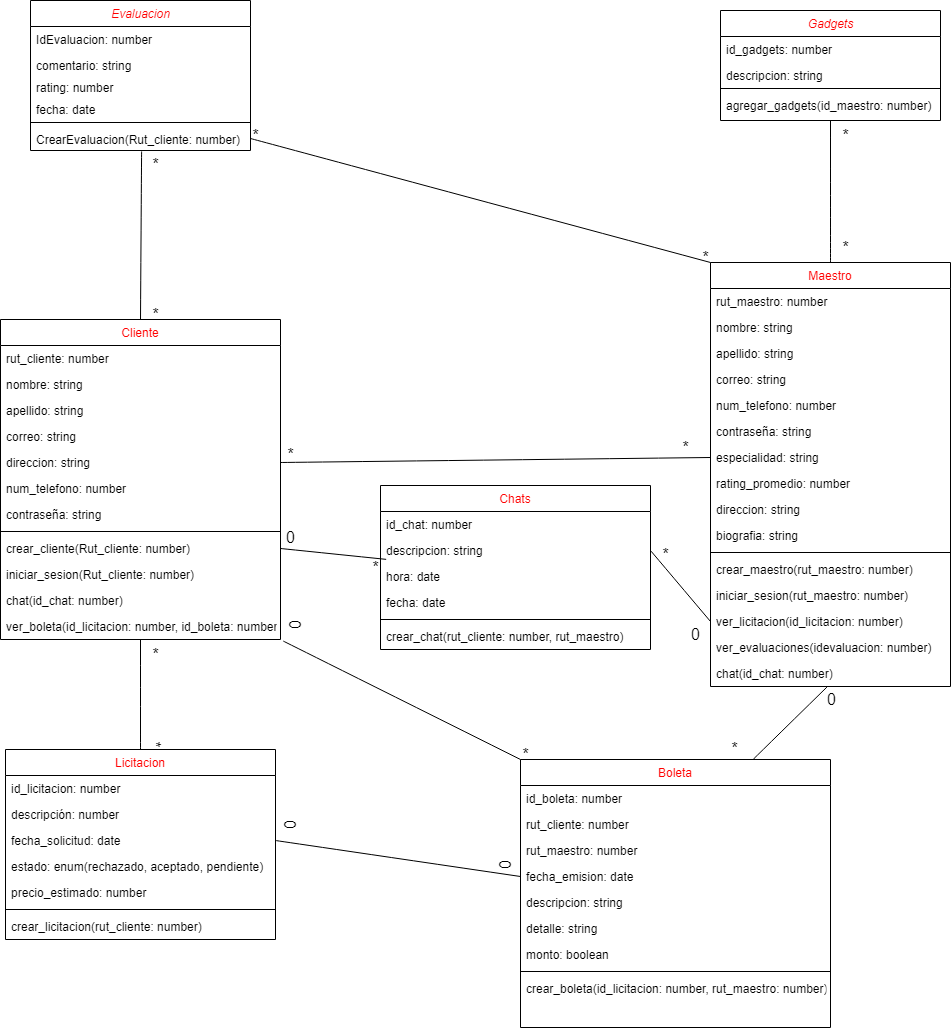 Evaluacion
IdEvaluacion: number
comentario: string
rating: number
fecha: date
CrearEvaluacion(Rut_cliente: number)
*
*
Gadgets
id_gadgets: number
descripcion: string
agregar_gadgets(id_maestro: number)
*
*
*
Maestro
rut_maestro: number
nombre: string
apellido: string
correo: string
num_telefono: number
contraseña: string
especialidad: string
rating_promedio: number
direccion: string
biografia: string
crear_maestro(rut_maestro: number)
iniciar_sesion(rut_maestro: number)
ver_licitacion(id_licitacion: number)
ver_evaluaciones(idevaluacion: number)
chat(id_chat: number)
*
Cliente
rut_cliente: number
nombre: string
apellido: string
correo: string
direccion: string
num_telefono: number
contraseña: string
crear_cliente(Rut_cliente: number)
iniciar_sesion(Rut_cliente: number)
chat(id_chat: number)
ver_boleta(id_licitacion: number, id_boleta: number
*
*
0
*
Chats
id_chat: number
descripcion: string
hora: date
fecha: date
crear_chat(rut_cliente: number, rut_maestro)
*
0
0
*
*
0
*
*
Licitacion
id_licitacion: number
descripción: number
fecha_solicitud: date
estado: enum(rechazado, aceptado, pendiente)
precio_estimado: number
crear_licitacion(rut_cliente: number)
0
0
Boleta
id_boleta: number
rut_cliente: number
rut_maestro: number
fecha_emision: date
descripcion: string
detalle: string
monto: boolean
crear_boleta(id_licitacion: number, rut_maestro: number)